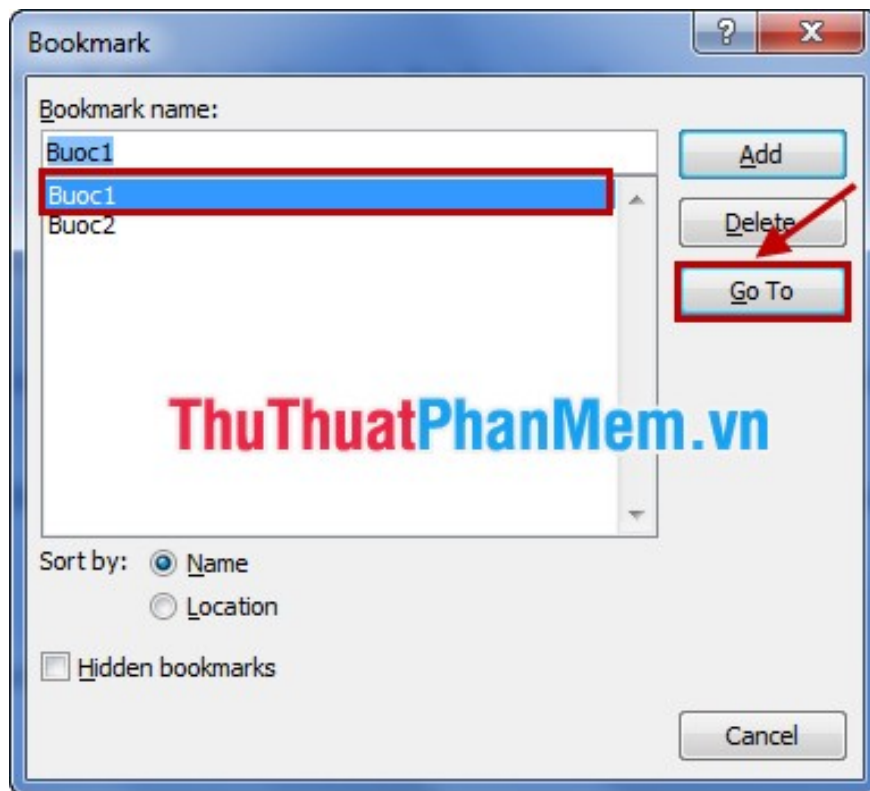 Bookmark
Bookmark name:
Buoc1
Add
Buoc1
Buoc2
Delete
Go To
ThuThuatPhanMem.vn
Sort by:
Name
Location
Hidden bookmarks
Cancel